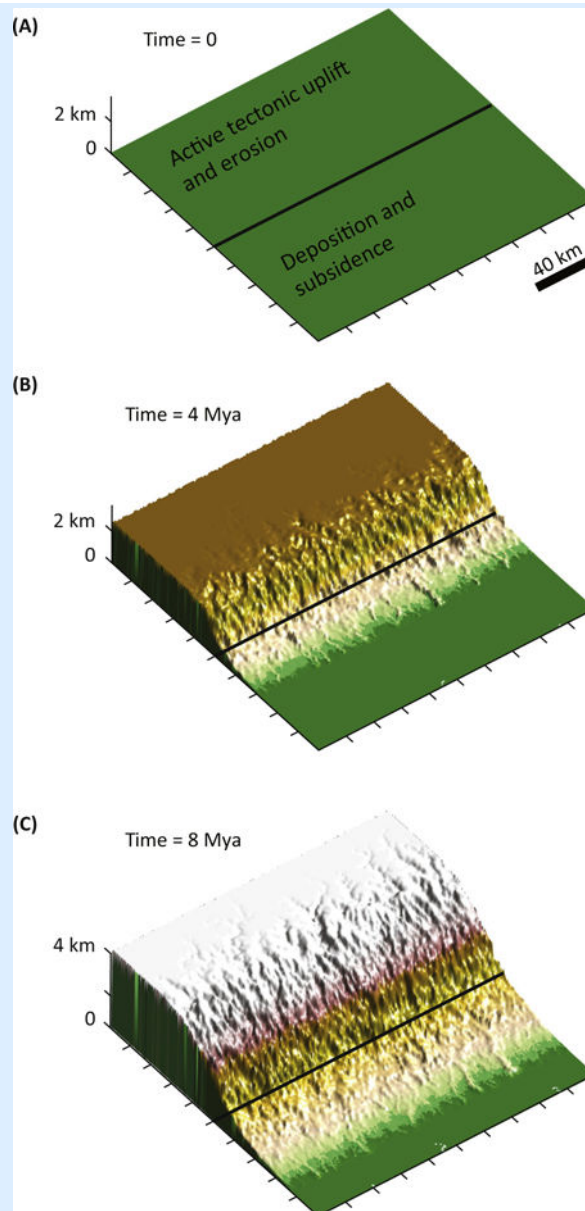 (A)
Time = 0
2 km
0
Active tectonic uplift
and erosion
Deposition and
subsidence
40 km
(B)
Time = 4 Mya
2 km
0
(C)
Time = 8 Mya
4 km
0